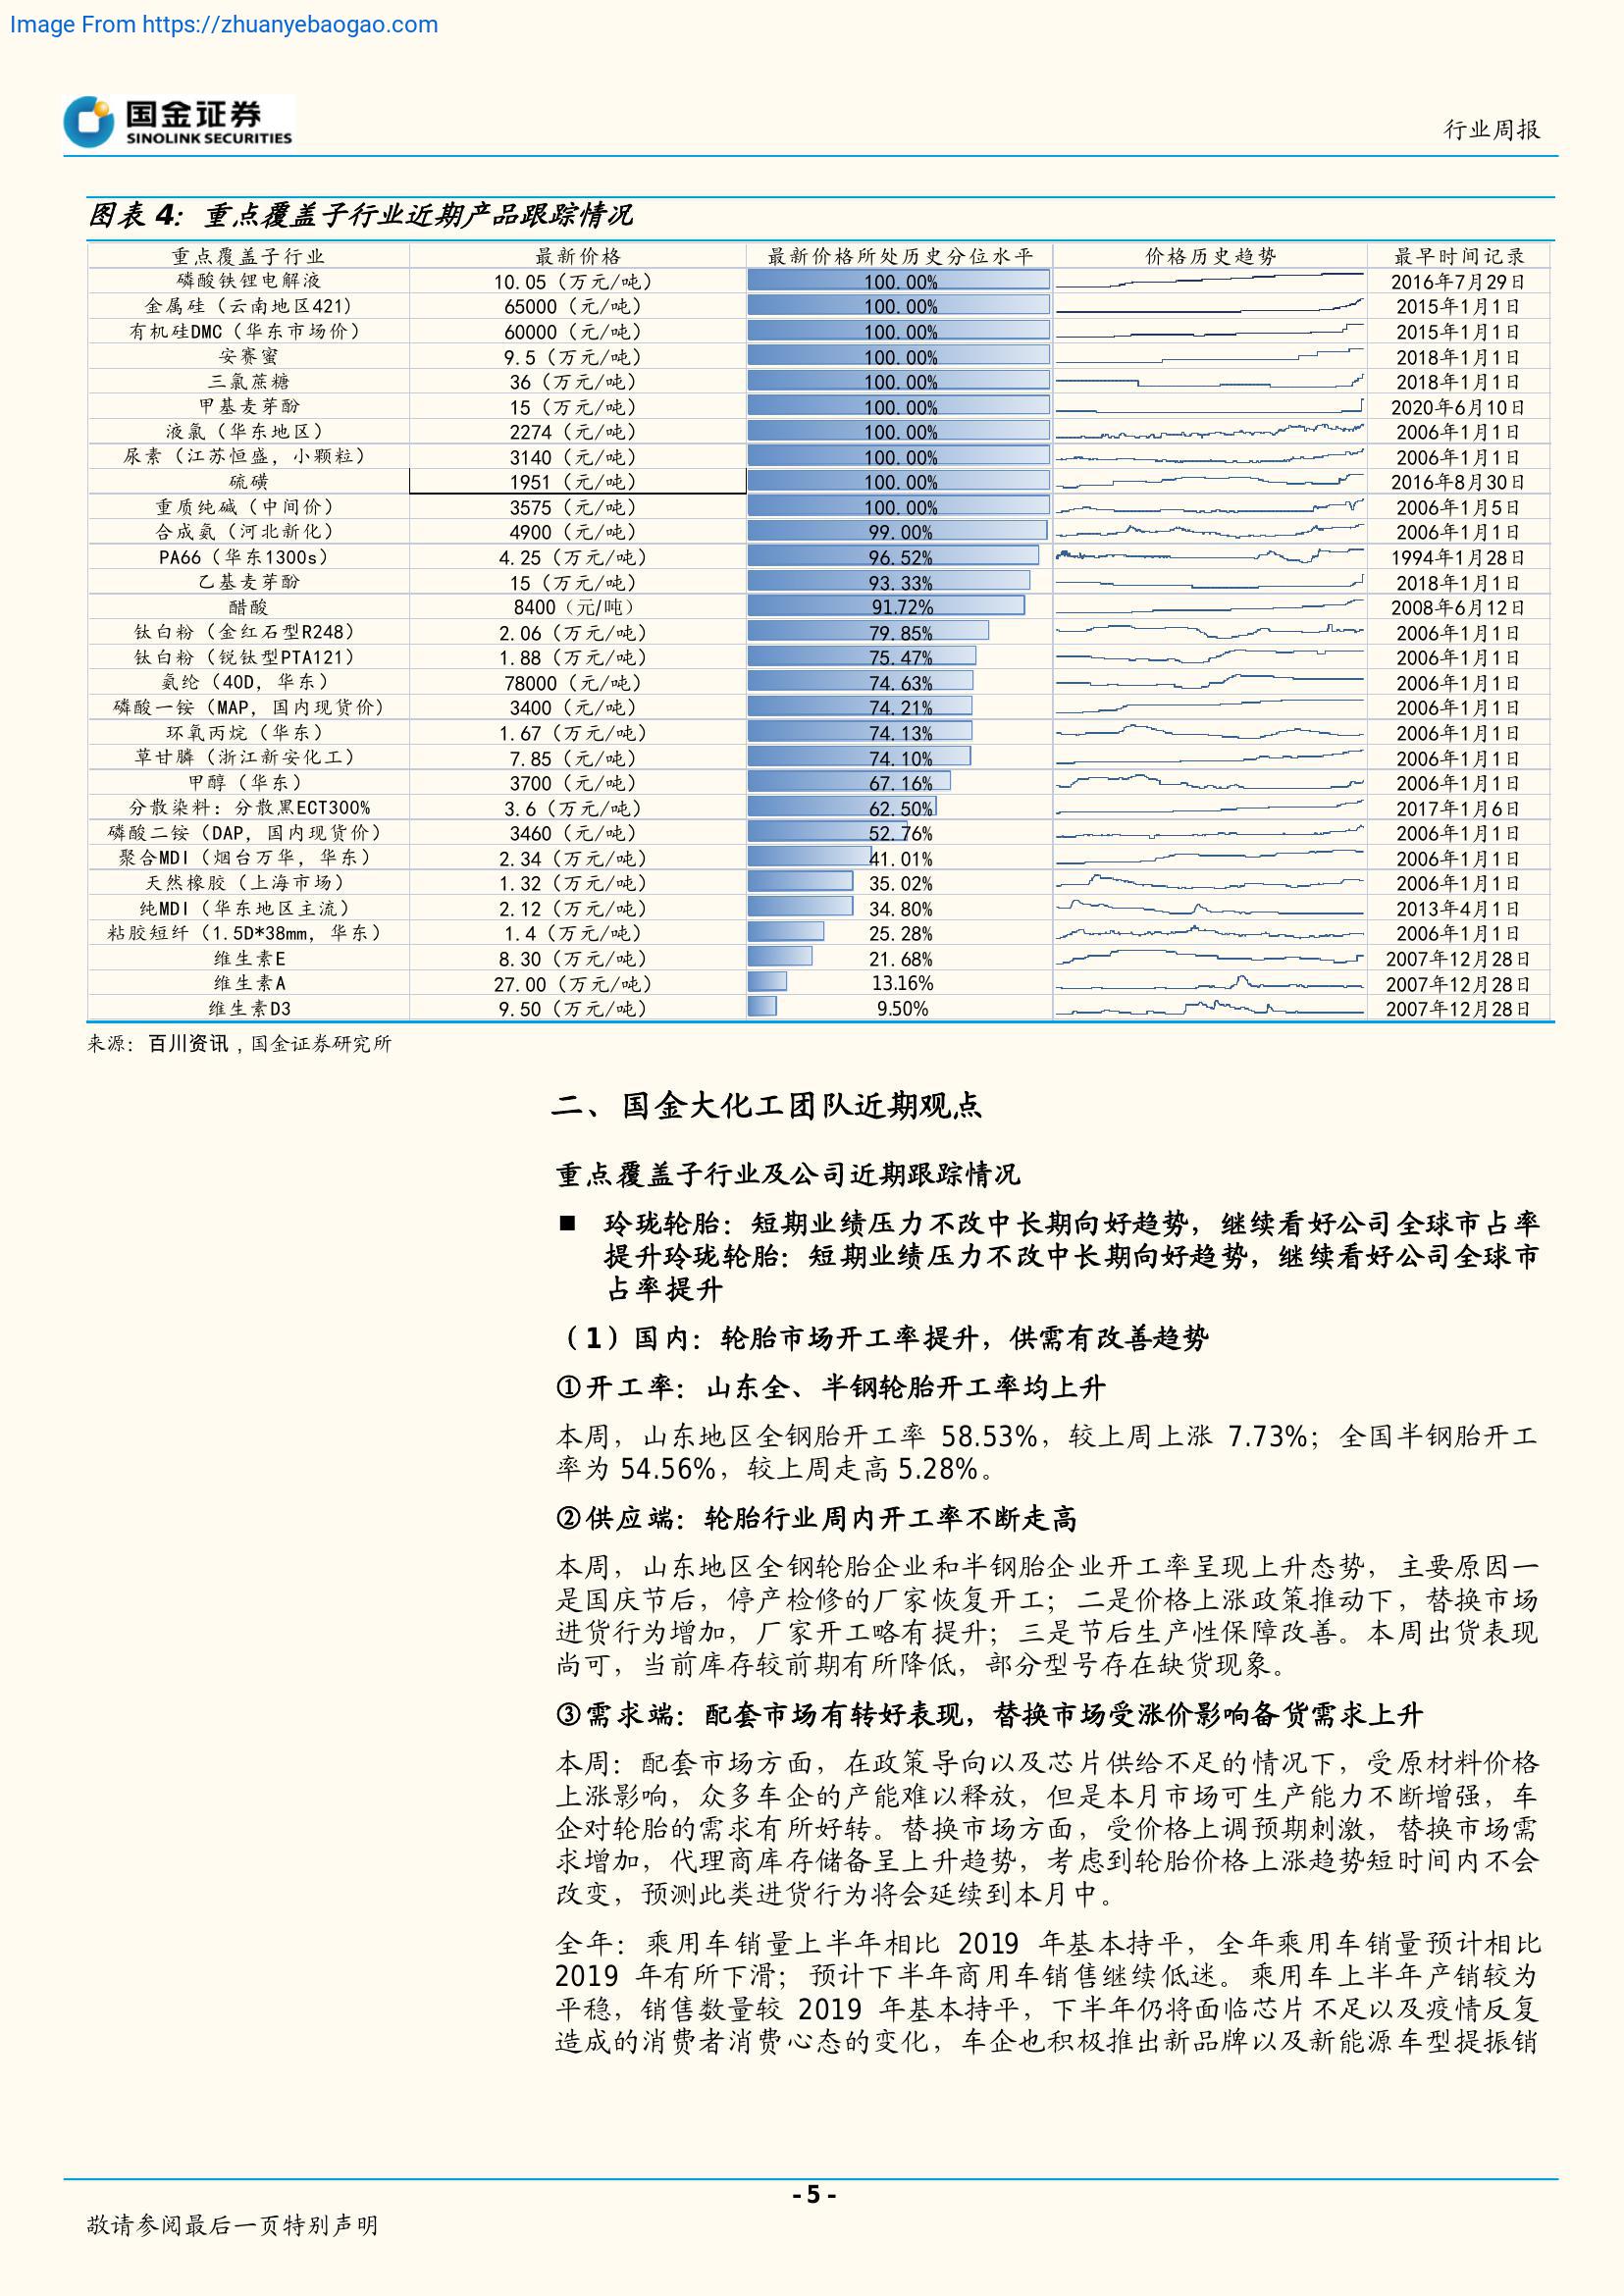 Image From https://zhuanyebaogao.com
国金证券
SINOLINK SECURITIES
行业周报
图表 4：重点覆盖子行业近期产品跟踪情况
重点覆盖子行业 最新价格 最新价格所处历史分位水平 价格历史趋势 最早时间记录
磷酸铁锂电解液 10.05（万元/吨） 100.00% 2016年7月29日
金属硅（云南地区421） 65000（元/吨） 100.00% 2015年1月1日
有机硅DMC（华东市场价） 60000（元/吨） 100.00% 2015年1月1日
安赛蜜 9.5（万元/吨） 100.00% 2018年1月1日
三氯蔗糖 36（万元/吨） 100.00% 2018年1月1日
甲基麦芽酚 15（万元/吨） 100.00% 2020年6月10日
液氯（华东地区） 2274（元/吨） 100.00% 2006年1月1日
尿素（江苏恒盛，小颗粒） 3140（元/吨） 100.00% 2006年1月1日
硫磺 1951（元/吨） 100.00% 2016年8月30日
重质纯碱（中间价） 3575（元/吨） 100.00% 2006年1月5日
合成氨（河北新化） 4900（元/吨） 99.00% 2006年1月1日
PA66（华东1300s） 4.25（万元/吨） 96.52% 1994年1月28日
乙基麦芽酚 15（万元/吨） 93.33% 2018年1月1日
醋酸 8400（元/吨） 91.72% 2008年6月12日
钛白粉（金红石型R248） 2.06（万元/吨） 79.85% 2006年1月1日
钛白粉（锐钛型PTA121） 1.88（万元/吨） 75.47% 2006年1月1日
氨纶（40D，华东） 78000（元/吨） 74.63% 2006年1月1日
磷酸一铵（MAP，国内现货价） 3400（元/吨） 74.21% 2006年1月1日
环氧丙烷（华东） 1.67（万元/吨） 74.13% 2006年1月1日
草甘膦（浙江新安化工） 7.85（万元/吨） 74.10% 2006年1月1日
甲醇（华东） 3700（元/吨） 67.16% 2006年1月1日
分散染料：分散黑ECT300% 3.6（万元/吨） 62.50% 2017年1月6日
磷酸二铵（DAP，国内现货价） 3460（元/吨） 52.76% 2006年1月1日
聚合MDI（烟台万华，华东） 2.34（万元/吨） 41.01% 2006年1月1日
天然橡胶（上海市场） 1.32（万元/吨） 35.02% 2006年1月1日
纯MDI（华东地区主流） 2.12（万元/吨） 34.80% 2013年4月1日
粘胶短纤（1.5D*38mm，华东） 1.4（万元/吨） 25.28% 2006年1月1日
维生素E 8.30（万元/吨） 21.68% 2007年12月28日
维生素A 27.00（万元/吨） 13.16% 2007年12月28日
维生素D3 9.50（万元/吨） 9.50% 2007年12月28日
来源：百川资讯，国金证券研究所
二、国金大化工团队近期观点
重点覆盖子行业及公司近期跟踪情况
■ 玲珑轮胎：短期业绩压力不改中长期向好趋势，继续看好公司全球市占率
提升玲珑轮胎：短期业绩压力不改中长期向好趋势，继续看好公司全球市
占率提升
（1）国内：轮胎市场开工率提升，供需有改善趋势
①开工率：山东全、半钢轮胎开工率均上升
本周，山东地区全钢胎开工率 58.53%，较上周上涨 7.73%；全国半钢胎开工
率为 54.56%，较上周走高 5.28%。
②供应端：轮胎行业周内开工率不断走高
本周，山东地区全钢轮胎企业和半钢胎企业开工率呈现上升态势，主要原因一
是国庆节后，停产检修的厂家恢复开工；二是价格上涨政策推动下，替换市场
进货行为增加，厂家开工略有提升；三是节后生产性保障改善。本周出货表现
尚可，当前库存较前期有所降低，部分型号存在缺货现象。
③需求端：配套市场有转好表现，替换市场受涨价影响备货需求上升
本周：配套市场方面，在政策导向以及芯片供给不足的情况下，受原材料价格
上涨影响，众多车企的产能难以释放，但是本月市场可生产能力不断增强，车
企对轮胎的需求有所好转。替换市场方面，受价格上调预期刺激，替换市场需
求增加，代理商库存储备呈上升趋势，考虑到轮胎价格上涨趋势短时间内不会
改变，预测此类进货行为将会延续到本月中。
全年：乘用车销量上半年相比 2019 年基本持平，全年乘用车销量预计相比
2019 年有所下滑；预计下半年商用车销售继续低迷。乘用车上半年产销较为
平稳，销售数量较 2019 年基本持平，下半年仍将面临芯片不足以及疫情反复
造成的消费者消费心态的变化，车企也积极推出新品牌以及新能源车型提振销
- 5 -
敬请参阅最后一页特别声明